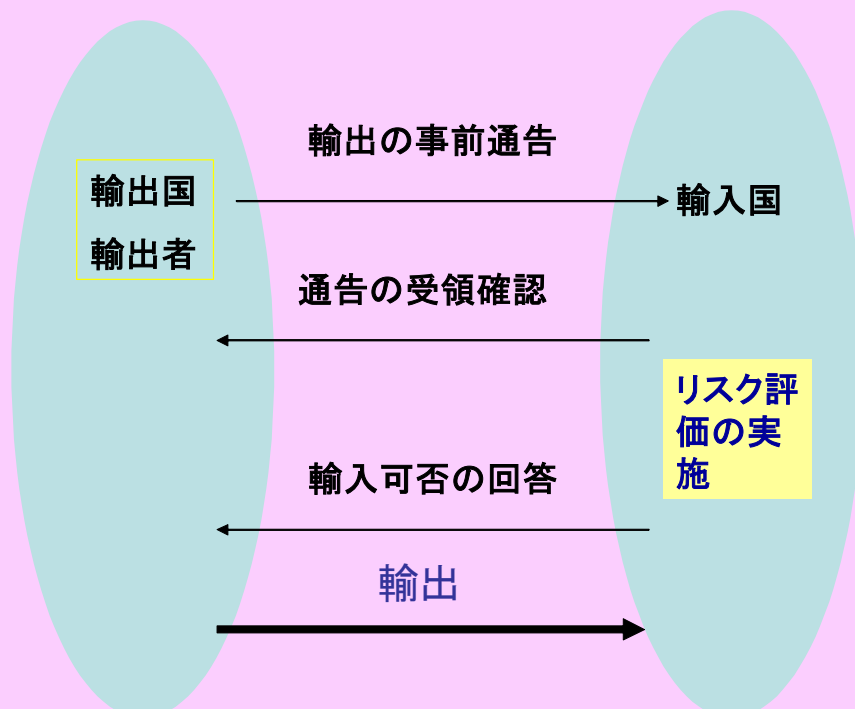 輸出の事前通告
輸出国
輸出者
輸入国
通告の受領確認
リスク評
価の実
施
輸入可否の回答
輸出